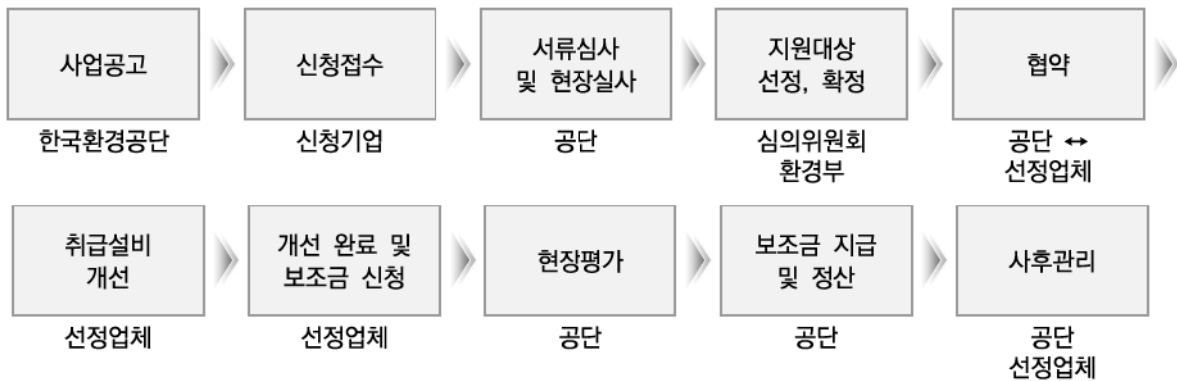 사업공고
한국환경공단
신청접수
신청기업
서류심사
및 현장실사
공단
지원대상
선정, 확정
심의위원회
환경부
협약
공단 ↔
선정업체
취급설비
개선
선정업체
개선 완료 및
보조금 신청
선정업체
현장평가
공단
보조금 지급
및 정산
공단
사후관리
공단
선정업체